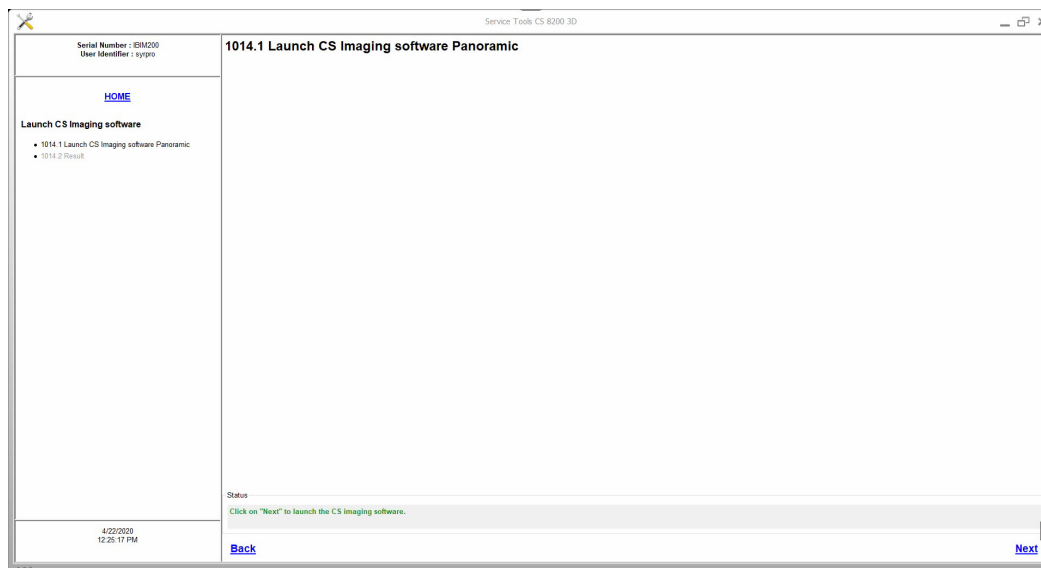 Service Tools CS 8200 3D
Serial Number : IBIM200
User Identifier : syrpro
HOME
Launch CS Imaging software
1014.1 Launch CS Imaging software Panoramic
1014.2 Result
4/22/2020
12:25:17 PM
1014.1 Launch CS Imaging software Panoramic
Status
Click on "Next" to launch the CS imaging software.
Back
Next